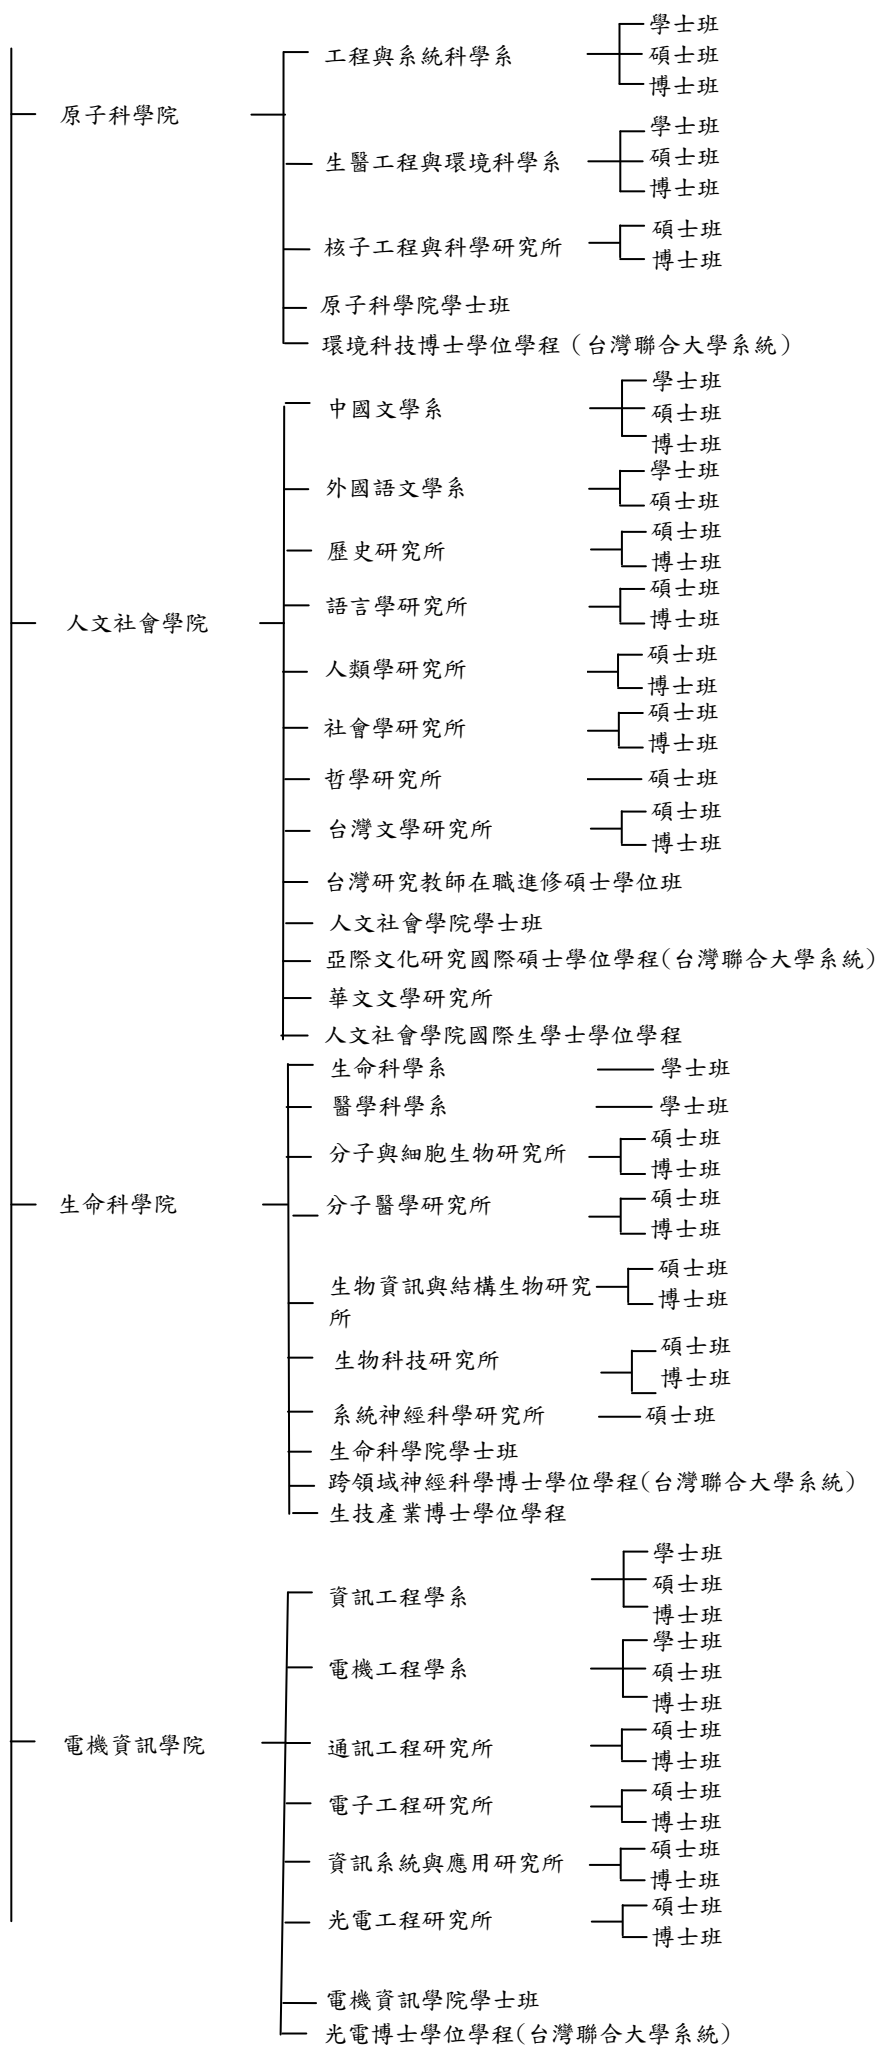 原子科學院
工程與系統科學系
學士班
碩士班
博士班
生醫工程與環境科學系
學士班
碩士班
博士班
核子工程與科學研究所
碩士班
博士班
原子科學院學士班
環境科技博士學位學程（台灣聯合大學系統）
人文社會學院
中國文學系
學士班
碩士班
博士班
外國語文學系
學士班
碩士班
歷史研究所
碩士班
博士班
語言學研究所
碩士班
博士班
人類學研究所
碩士班
博士班
社會學研究所
碩士班
博士班
哲學研究所
碩士班
台灣文學研究所
碩士班
博士班
台灣研究教師在職進修碩士學位班
人文社會學院學士班
亞際文化研究國際碩士學位學程(台灣聯合大學系統)
華文文學研究所
人文社會學院國際生學士學位學程
生命科學院
生命科學系
學士班
醫學科學系
學士班
分子與細胞生物研究所
碩士班
博士班
分子醫學研究所
碩士班
博士班
生物資訊與結構生物研究
所
碩士班
博士班
生物科技研究所
碩士班
博士班
系統神經科學研究所
碩士班
生命科學院學士班
跨領域神經科學博士學位學程(台灣聯合大學系統)
生技產業博士學位學程
電機資訊學院
資訊工程學系
學士班
碩士班
博士班
電機工程學系
學士班
碩士班
博士班
通訊工程研究所
碩士班
博士班
電子工程研究所
碩士班
博士班
資訊系統與應用研究所
碩士班
博士班
光電工程研究所
碩士班
博士班
電機資訊學院學士班
光電博士學位學程(台灣聯合大學系統)